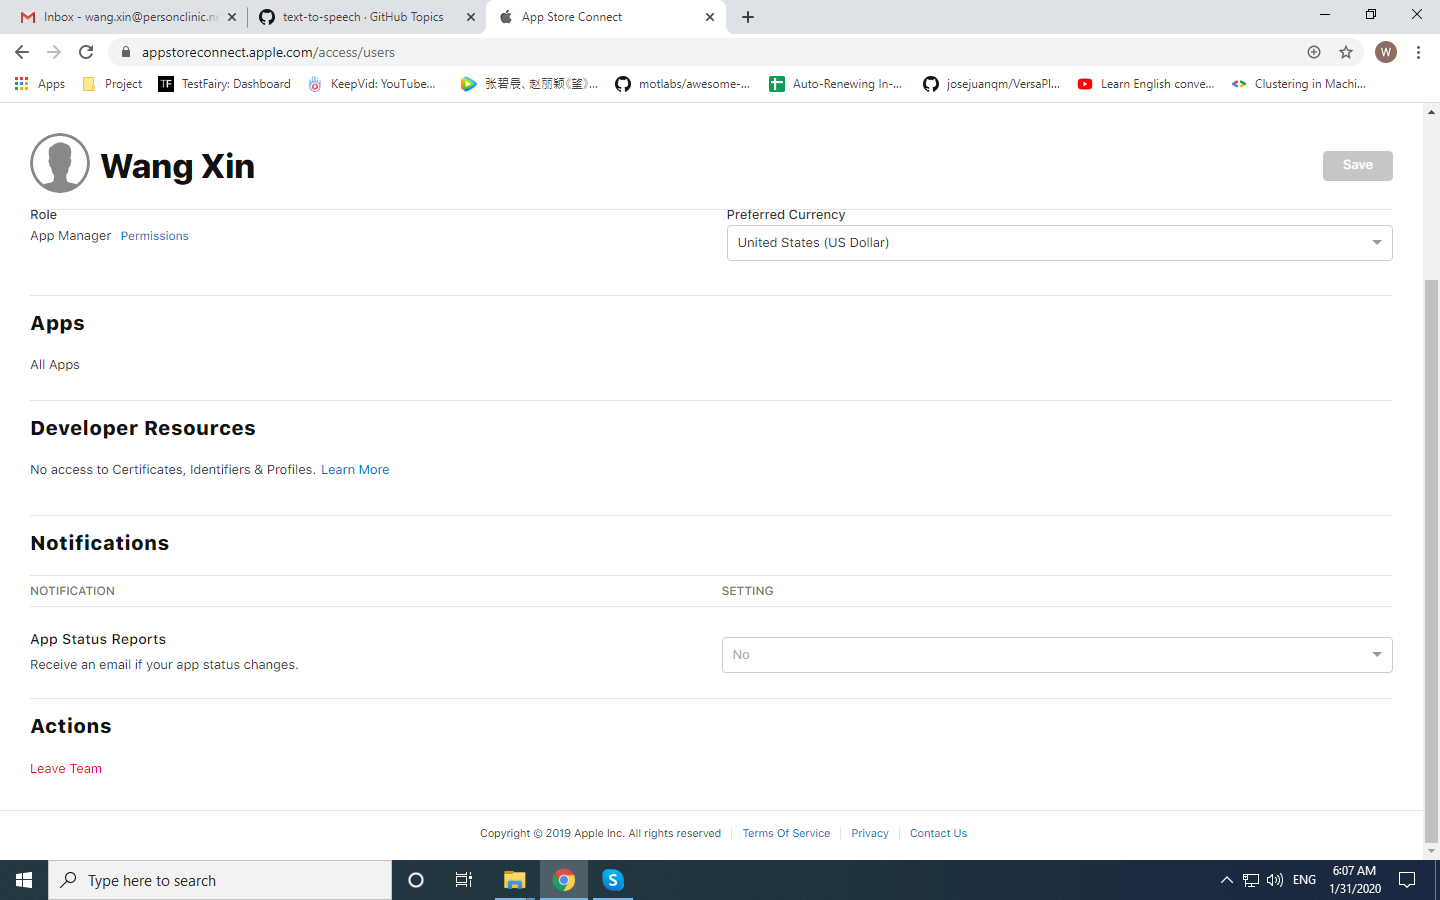 Inbox - wang.xin@personclinic.ne
text-to-speech · GitHub Topics
App Store Connect
appstoreconnect.apple.com/access/users
W
Apps
Project
TF
TestFairy: Dashboard
KeepVid: YouTube...
张碧晨、赵丽颖《望》...
motlabs/awesome-...
Auto-Renewing In-...
josejuanqm/VersaPl...
Learn English conve...
Clustering in Machi...
Wang Xin
Save
Role
App Manager Permissions
Preferred Currency
United States (US Dollar)
Apps
All Apps
Developer Resources
No access to Certificates, Identifiers & Profiles. Learn More
Notifications
NOTIFICATION
SETTING
App Status Reports
Receive an email if your app status changes.
No
Actions
Leave Team
Copyright © 2019 Apple Inc. All rights reserved
Terms Of Service
Privacy
Contact Us
Type here to search
S
ENG
6:07 AM
1/31/2020